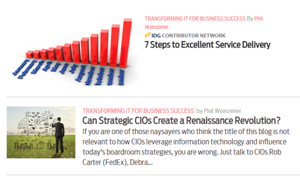 TRANSFORMING IT FOR BUSINESS SUCCESS By Phil
Weinzimer
IDG CONTRIBUTOR NETWORK
7 Steps to Excellent Service Delivery
TRANSFORMING IT FOR BUSINESS SUCCESS by Phil Weinzimer
Can Strategic CIOs Create a Renaissance Revolution?
If you are one of those naysayers who think the title of this blog is not
relevant to how CIOs leverage information technology and influence
today's boardroom strategies, you are wrong. Just talk to CIOs Rob
Carter (FedEx), Debra...